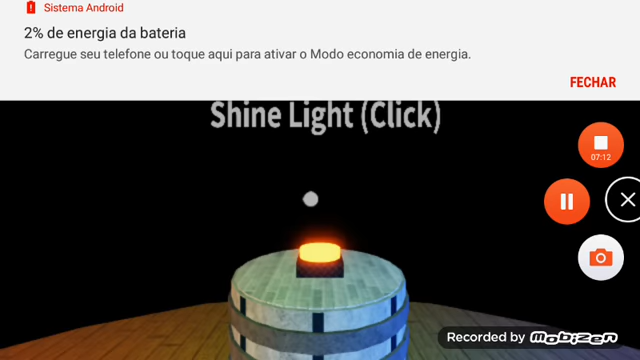 Sistema Android
2% de energia da bateria
Carregue seu telefone ou toque aqui para ativar o Modo economia de energia.
FECHAR
Shine Light (Click)
07:12
Recorded by mobizen